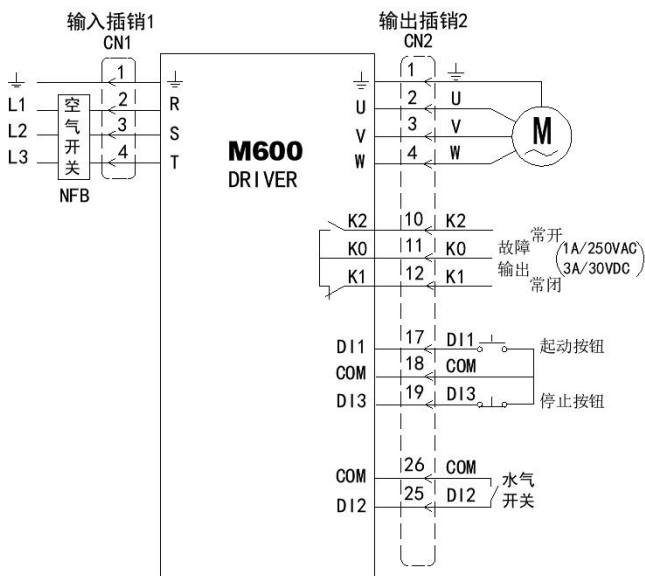 输入插销1
CN1
输出插销2
CN2
1
L1
2
R
L2
3
S
L3
4
T
空气开关
NFB
M600
DRIVER
1
U
2
U
V
3
V
W
4
W
M
K2
10
K2
常开
K0
11
K0
故障
输出
1A/250VAC
3A/30VDC
K1
12
K1
常闭
DI1
17
DI1
起动按钮
COM
18
COM
DI3
19
DI3
停止按钮
COM
26
COM
水气
开关
DI2
25
DI2